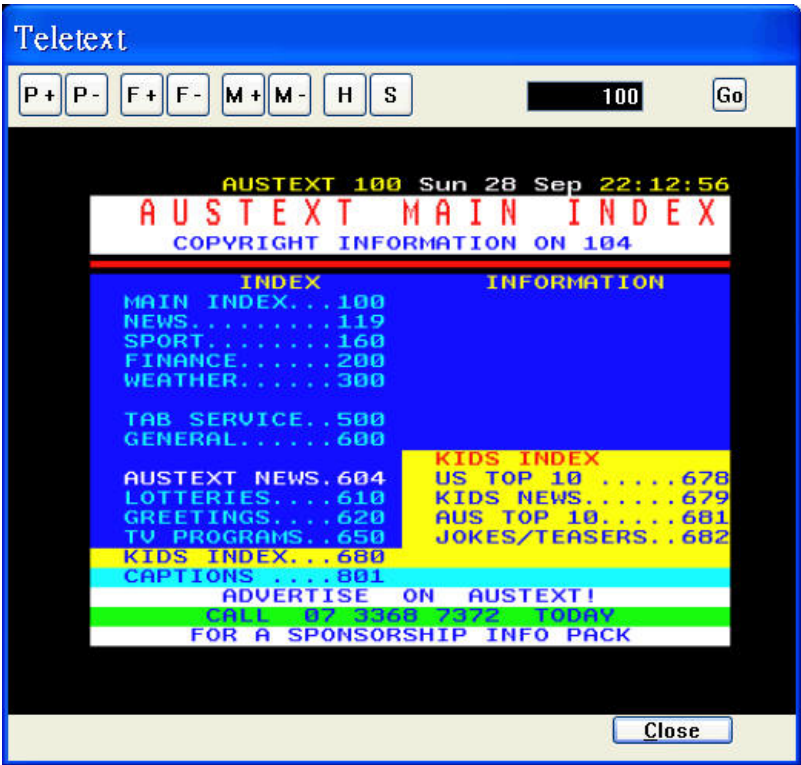 Teletext
P+ P- F+ F- M+ M- H S 100 Go
AUSTEXT 100 Sun 28 Sep 22:12:56
AUSTEXT MAIN INDEX
COPYRIGHT INFORMATION ON 104
INDEX INFORMATION
MAIN INDEX...100
NEWS.........119
SPORT........160
FINANCE......200
WEATHER......300
TAB SERVICE..500
GENERAL......600
KIDS INDEX
AUSTEXT NEWS.604 US TOP 10 .....678
LOTTERIES....610 KIDS NEWS......679
GREETINGS....620 AUS TOP 10.....681
TV PROGRAMS..650 JOKES/TEASERS..682
KIDS INDEX...680
CAPTIONS ....801
ADVERTISE ON AUSTEXT!
CALL 07 3368 7372 TODAY
FOR A SPONSORSHIP INFO PACK
Close